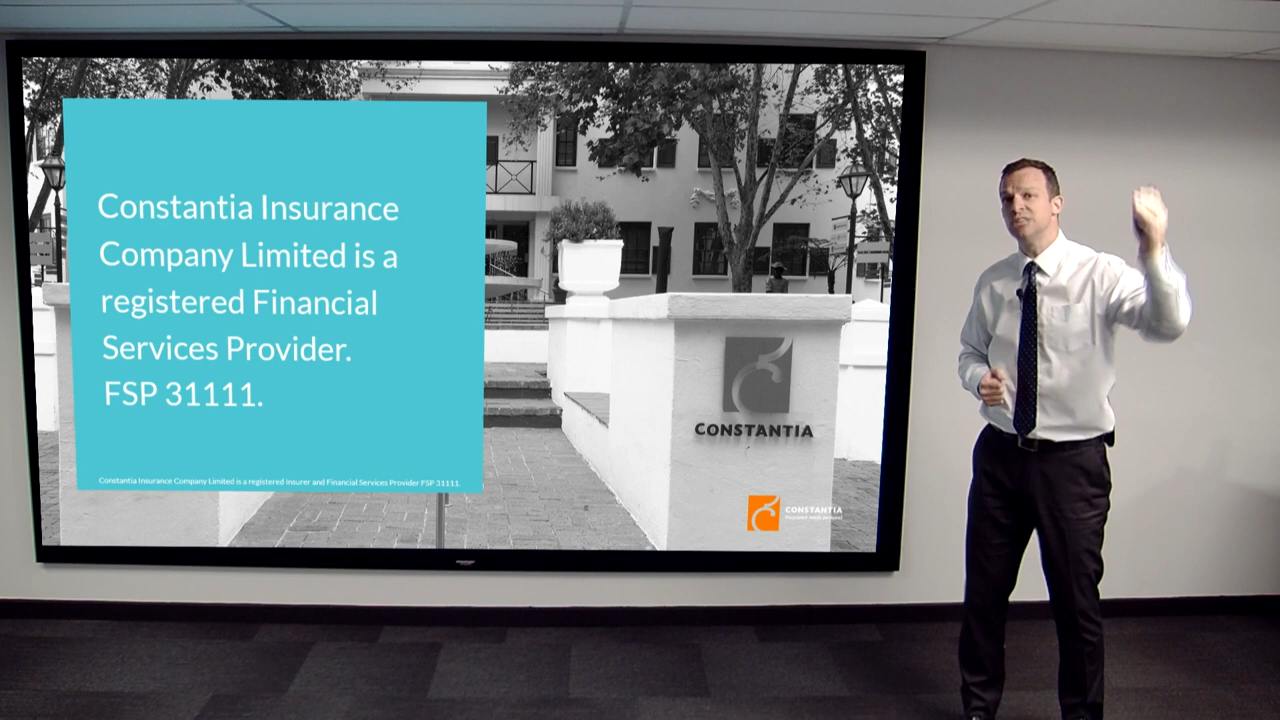 Constantia Insurance
Company Limited is a
registered Financial
Services Provider.
FSP 31111.
Constantia Insurance Company Limited is a registered Insurer and Financial Services Provider FSP 31111.
CONSTANTIA
CONSTANTIA